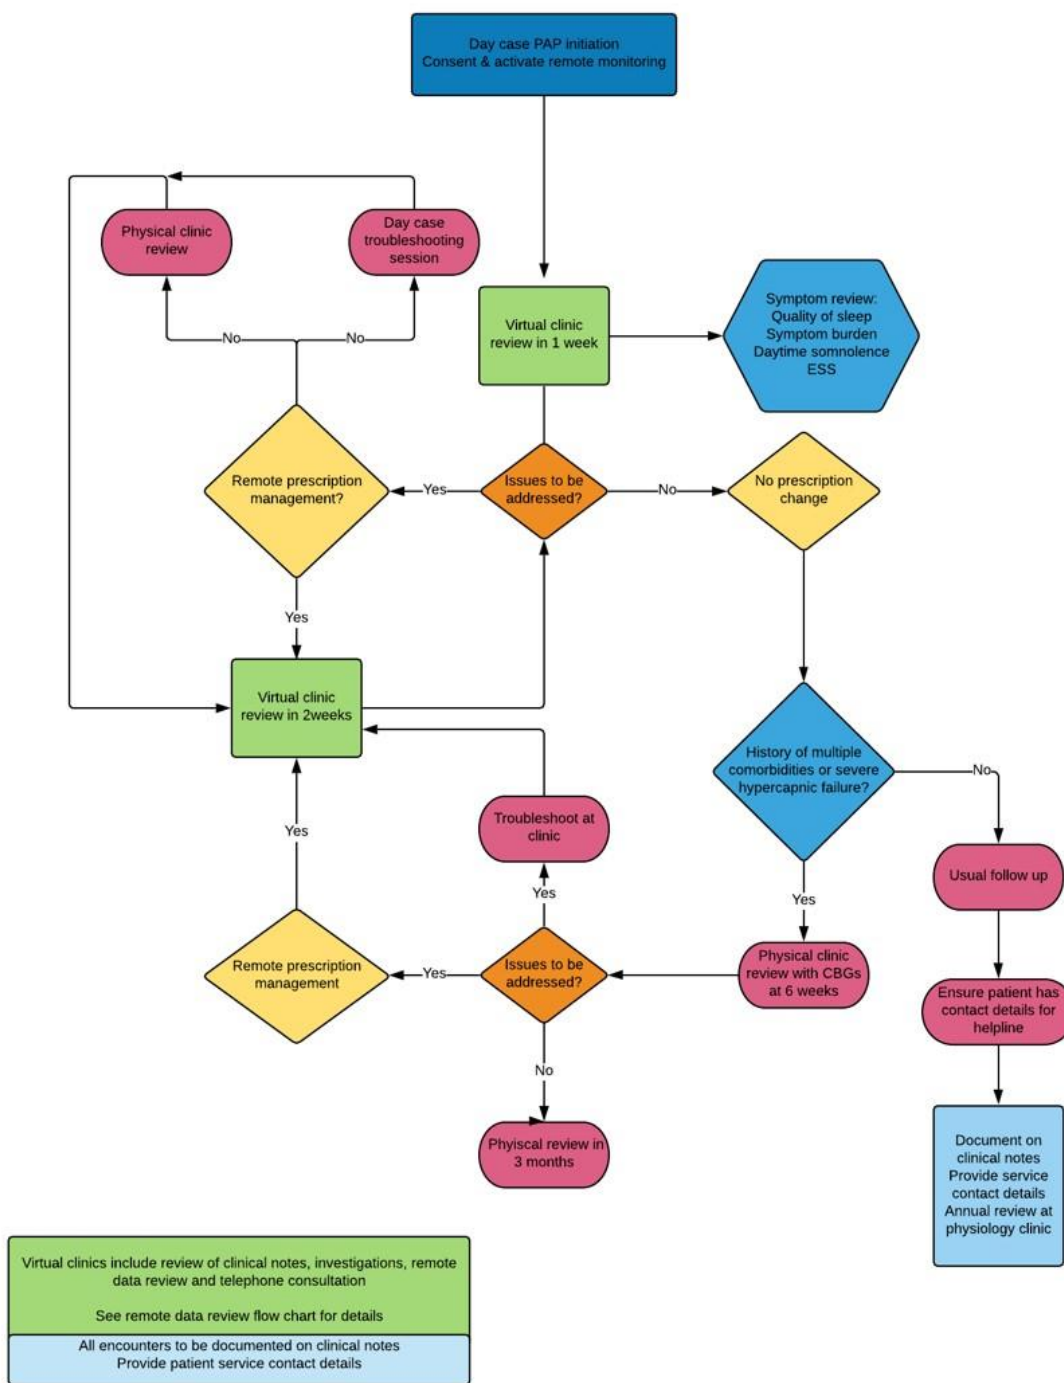 Day case PAP initiation
Consent & activate remote monitoring
Physical clinic
review
Day case
troubleshooting
session
Virtual clinic
review in 1 week
Symptom review:
Quality of sleep
Symptom burden
Daytime somnolence
ESS
No
No
Remote prescription
management?
Yes
Issues to be
addressed?
No
No prescription
change
Yes
Virtual clinic
review in 2weeks
History of multiple
comorbidities or severe
hypercapnic failure?
No
Troubleshoot at
clinic
Yes
Usual follow up
Yes
Yes
Remote prescription
management
Yes
Issues to be
addressed?
Physical clinic
review with CBGs
at 6 weeks
Ensure patient has
contact details for
helpline
No
Phyiscal review in
3 months
Document on
clinical notes
Provide service
contact details
Annual review at
physiology clinic
Virtual clinics include review of clinical notes, investigations, remote
data review and telephone consultation
See remote data review flow chart for details
All encounters to be documented on clinical notes
Provide patient service contact details